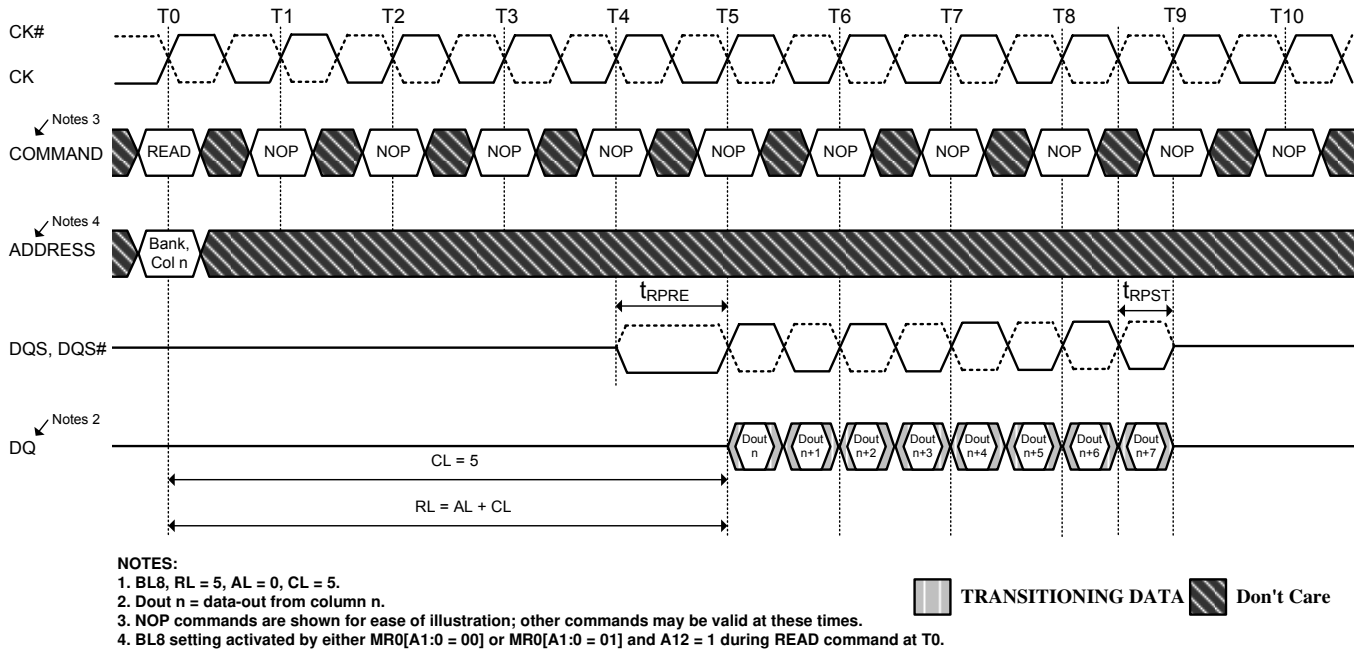 T0 T1 T2 T3 T4 T5 T6 T7 T8 T9 T10
CK#
CK
Notes 3
COMMAND READ NOP NOP NOP NOP NOP NOP NOP NOP NOP NOP
Notes 4
ADDRESS
Bank,
Col n
tRPRE tRPST
DQS, DQS#
Notes 2
DQ
Dout n
Dout n+1
Dout n+2
Dout n+3
Dout n+4
Dout n+5
Dout n+6
Dout n+7
CL = 5
RL = AL + CL
NOTES:
1. BL8, RL = 5, AL = 0, CL = 5.
2. Dout n = data-out from column n.
3. NOP commands are shown for ease of illustration; other commands may be valid at these times.
4. BL8 setting activated by either MR0[A1:0 = 00] or MR0[A1:0 = 01] and A12 = 1 during READ command at T0.
TRANSITIONING DATA Don't Care